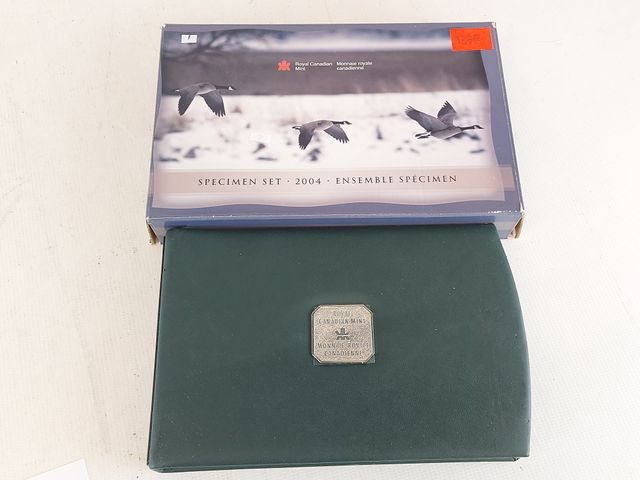 Royal Canadian Monnaie royale
Mint canadienne
SPECIMEN SET · 2004 · ENSEMBLE SPÉCIMEN
ROYAL
CANADIAN MINT
MONNAIE ROYALE
CANADIENNE